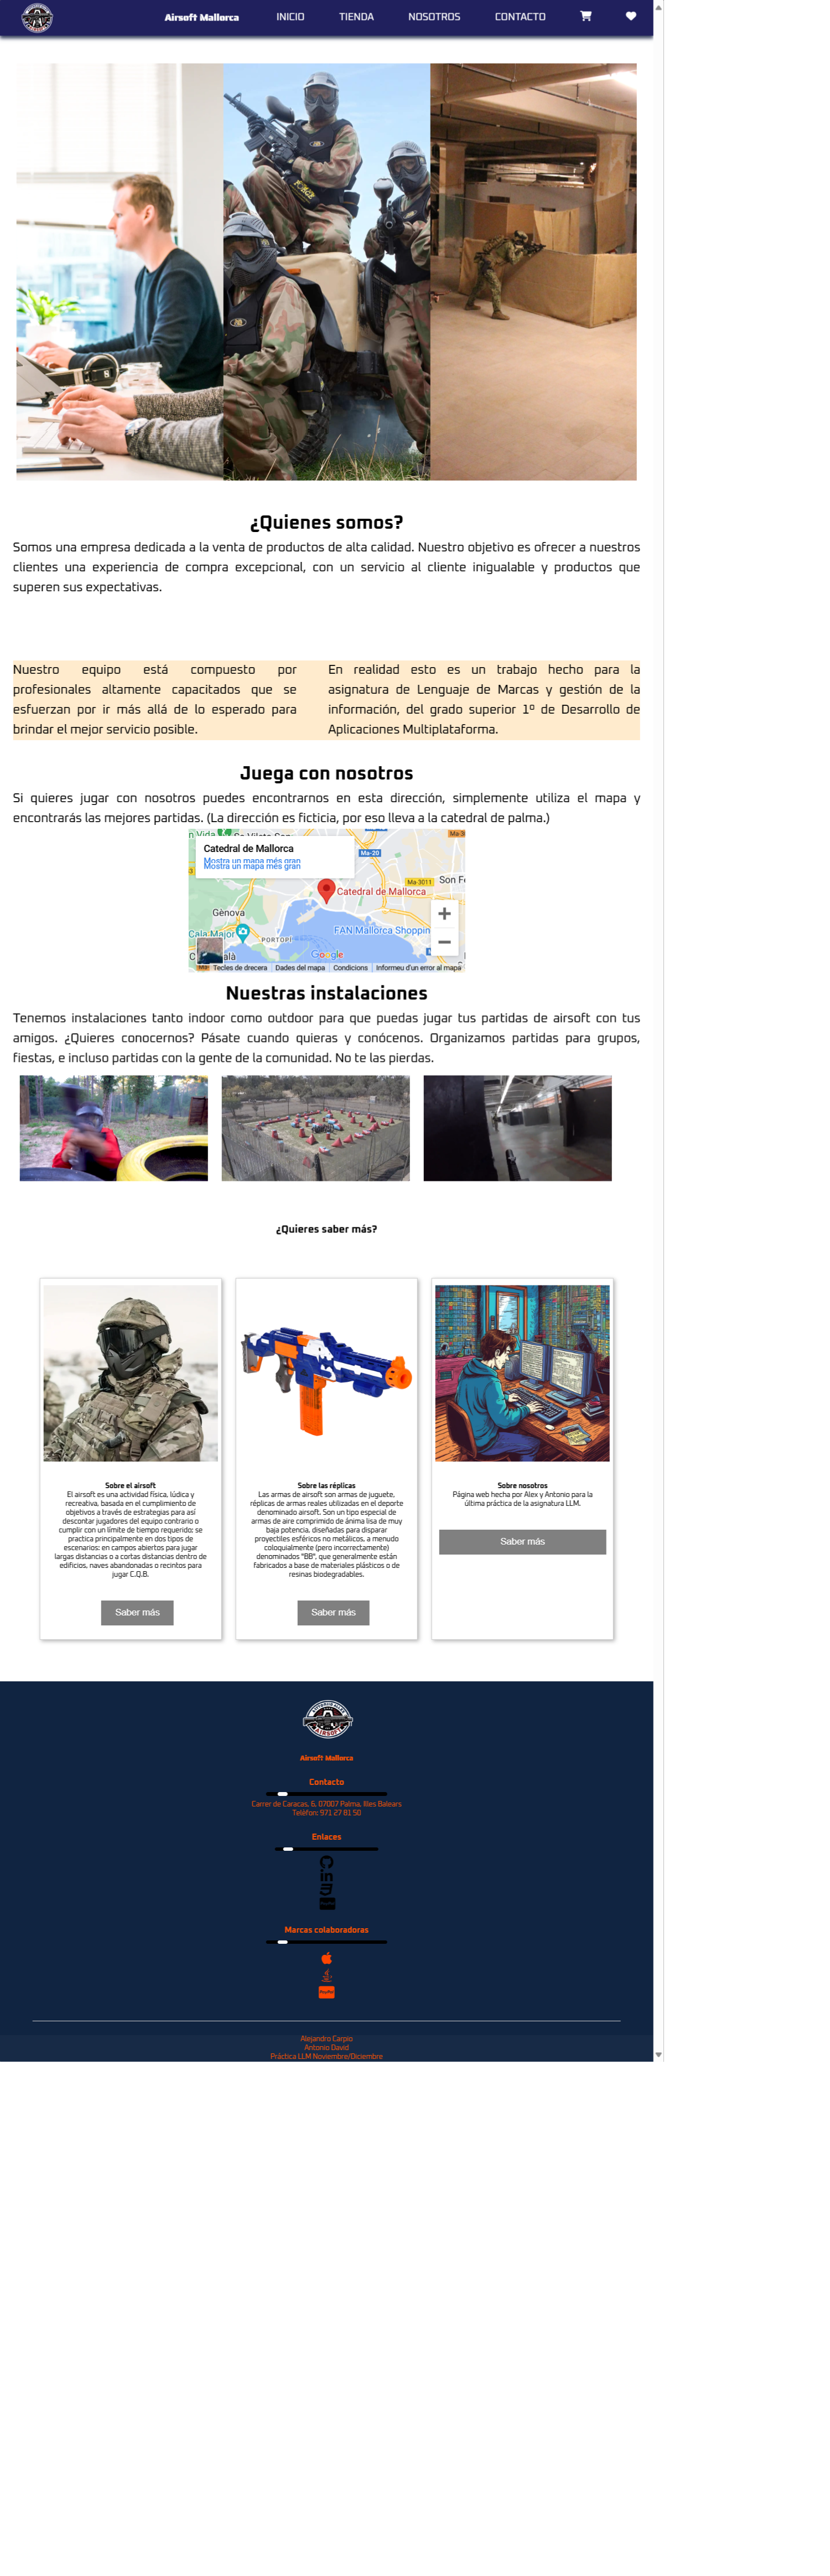 Airsoft Mallorca
INICIO
TIENDA
NOSOTROS
CONTACTO
¿Quienes somos?
Somos una empresa dedicada a la venta de productos de alta calidad. Nuestro objetivo es ofrecer a nuestros
clientes una experiencia de compra excepcional, con un servicio al cliente inigualable y productos que
superen sus expectativas.
Nuestro equipo está compuesto por
profesionales altamente capacitados que se
esfuerzan por ir más allá de lo esperado para
brindar el mejor servicio posible.
En realidad esto es un trabajo hecho para la
asignatura de Lenguaje de Marcas y gestión de la
información, del grado superior 1º de Desarrollo de
Aplicaciones Multiplataforma.
Juega con nosotros
Si quieres jugar con nosotros puedes encontrarnos en esta dirección, simplemente utiliza el mapa y
encontrarás las mejores partidas. (La dirección es ficticia, por eso lleva a la catedral de palma.)
Catedral de Mallorca
Mostra un mapa més gran
Mostra un mapa més gran
Ma-20
Ma-3011
Son F
Catedral de Mallorca
Gènova
Cala Major
PORTOPÍ
FAN Mallorca Shoppin
Google
Tecles de drecera
Dades del mapa
Condicions
Informeu d'un error al mapa
Nuestras instalaciones
Tenemos instalaciones tanto indoor como outdoor para que puedas jugar tus partidas de airsoft con tus
amigos. ¿Quieres conocernos? Pásate cuando quieras y conócenos. Organizamos partidas para grupos,
fiestas, e incluso partidas con la gente de la comunidad. No te las pierdas.
¿Quieres saber más?
Sobre el airsoft
El airsoft es una actividad física, lúdica y
recreativa, basada en el cumplimiento de
objetivos a través de estrategias para así
descontar jugadores del equipo contrario o
cumplir con un límite de tiempo requerido; se
practica principalmente en dos tipos de
escenarios: en campos abiertos para jugar
largas distancias o a cortas distancias dentro de
edificios, naves abandonadas o recintos para
jugar C.Q.B.
Saber más
Sobre las réplicas
Las armas de airsoft son armas de juguete,
réplicas de armas reales utilizadas en el deporte
denominado airsoft. Son un tipo especial de
armas de aire comprimido de ánima lisa de muy
baja potencia, diseñadas para disparar
proyectiles esféricos no metálicos, a menudo
coloquialmente (pero incorrectamente)
denominados "BB", que generalmente están
fabricados a base de materiales plásticos o de
resinas biodegradables.
Saber más
Sobre nosotros
Página web hecha por Alex y Antonio para la
última práctica de la asignatura LLM.
Saber más
AIRSOFT
Airsoft Mallorca
Contacto
Carrer de Caracas, 6, 07007 Palma, Illes Balears
Telèfon: 971 27 81 50
Enlaces
Marcas colaboradoras
PayPal
Alejandro Carpio
Antonio David
Práctica LLM Noviembre/Diciembre